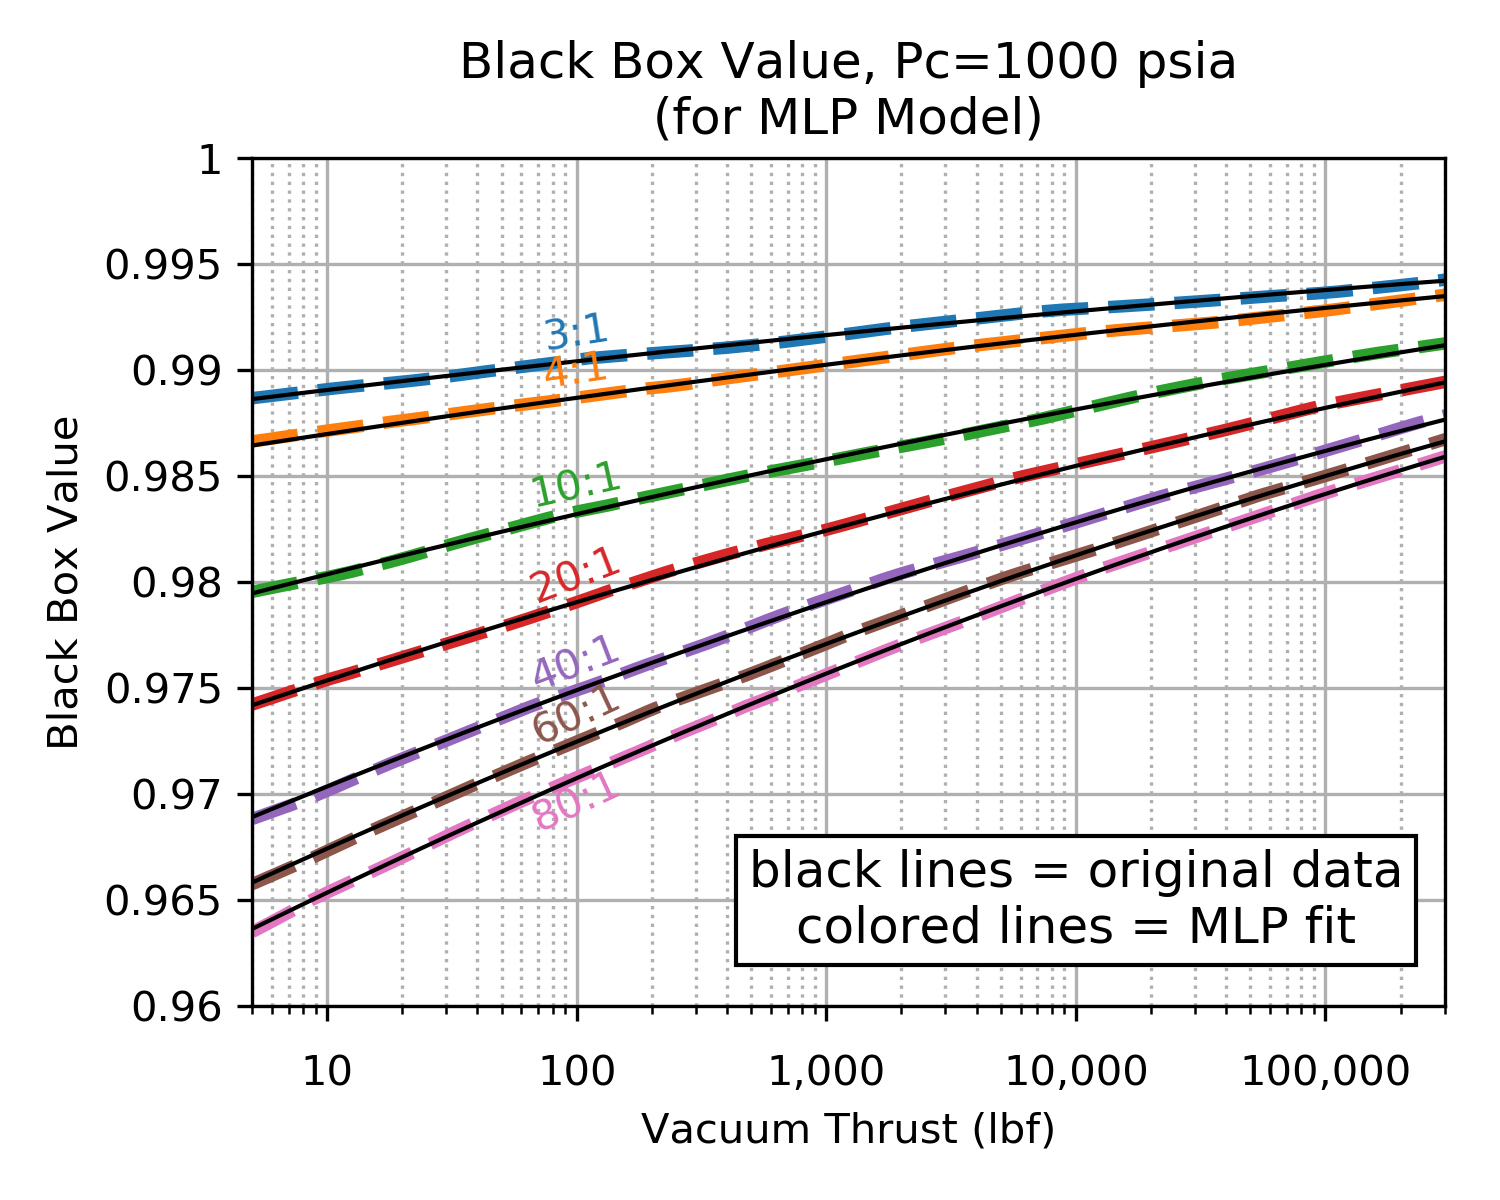 Black Box Value, Pc=1000 psia
(for MLP Model)
Black Box Value
1
0.995
0.99
0.985
0.98
0.975
0.97
0.965
0.96
3:1
4:1
10:1
20:1
40:1
60:1
80:1
black lines = original data
colored lines = MLP fit
10 100 1,000 10,000 100,000
Vacuum Thrust (lbf)